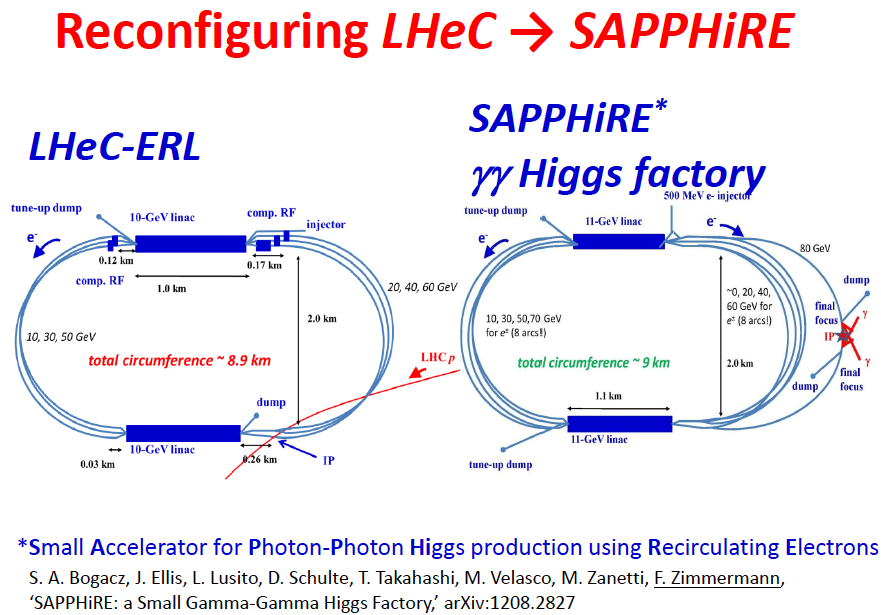 Reconfiguring LHeC → SAPPHiRE
LHeC-ERL
SAPPHiRE*
γγ Higgs factory
tune-up dump
10-GeV linac
comp. RF
injector
e-
0.12 km
0.17 km
comp. RF
1.0 km
20, 40, 60 GeV
2.0 km
10, 30, 50 GeV
total circumference ~ 8.9 km
LHC p
dump
10-GeV linac
0.03 km
0.26 km
IP
500 MeV e- injector
tune-up dump
11-GeV linac
e-
e-
80 GeV
dump
10, 30, 50,70 GeV
for e± (8 arcs!!)
~0, 20, 40,
60 GeV for
e± (8 arcs!)
final
focus
γ
IP
γ
total circumference ~ 9 km
2.0 km
final
focus
dump
1.1 km
11-GeV linac
tune-up dump
*Small Accelerator for Photon-Photon Higgs production using Recirculating Electrons
S. A. Bogacz, J. Ellis, L. Lusito, D. Schulte, T. Takahashi, M. Velasco, M. Zanetti, F. Zimmermann,
‘SAPPHiRE: a Small Gamma-Gamma Higgs Factory,’ arXiv:1208.2827